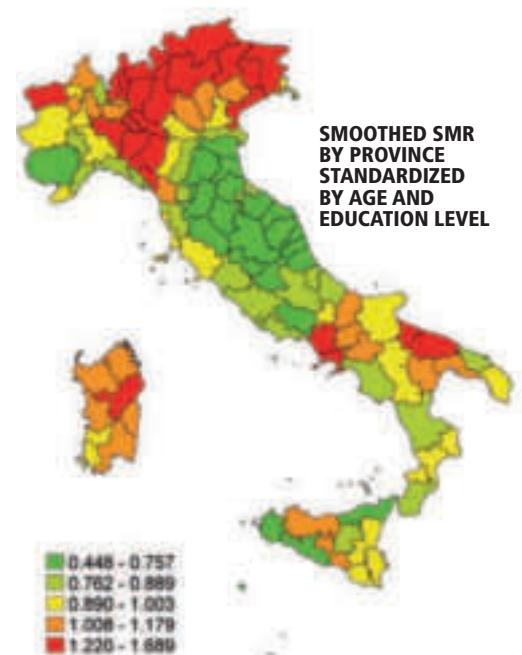 SMOOTHED SMR
BY PROVINCE
STANDARDIZED
BY AGE AND
EDUCATION LEVEL
0.448 - 0.757
0.762 - 0.889
0.890 - 1.003
1.008 - 1.179
1.220 - 1.689